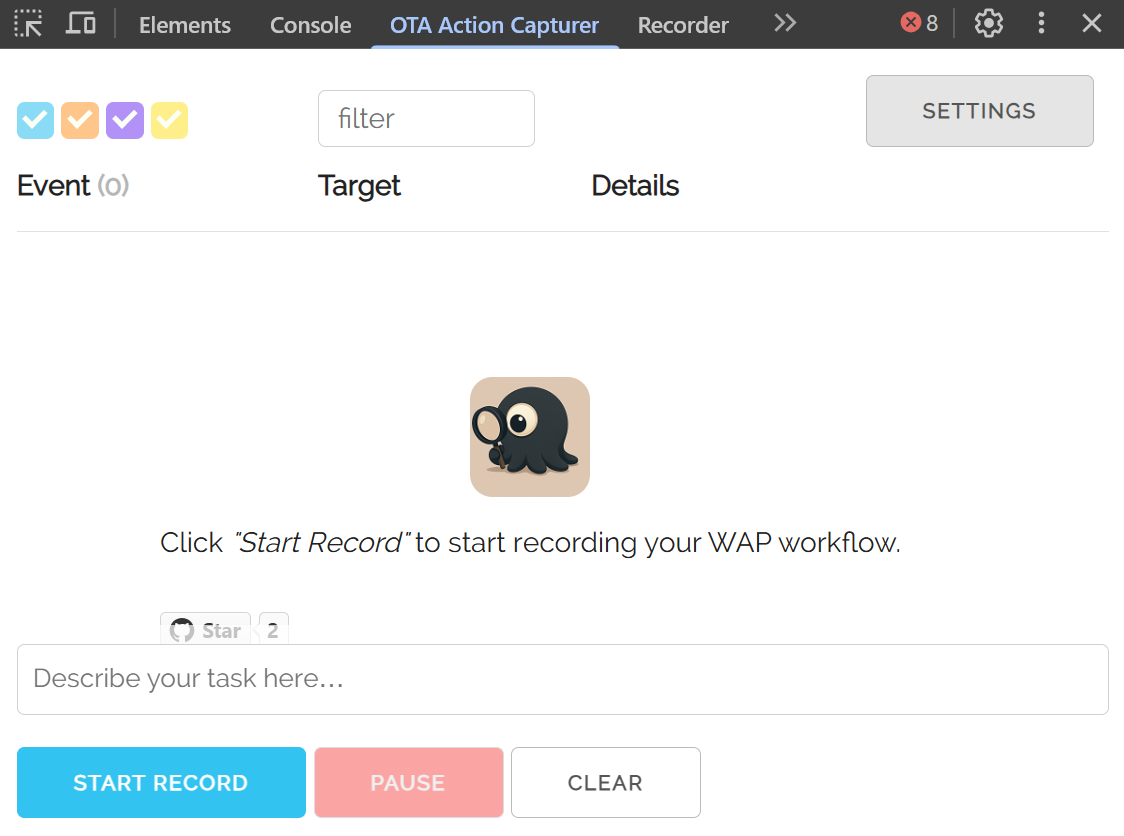 Elements Console OTA Action Capturer Recorder 8
filter
SETTINGS
Event (0) Target Details
Click "Start Record" to start recording your WAP workflow.
Star 2
Describe your task here...
START RECORD PAUSE CLEAR